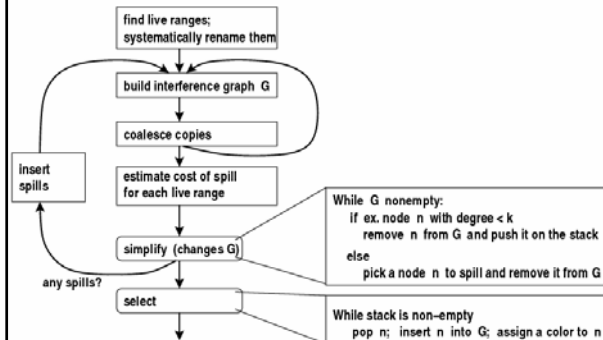 find live ranges;
systematically rename them
build interference graph G
coalesce copies
insert
spills
estimate cost of spill
for each live range
While G nonempty:
if ex. node n with degree < k
remove n from G and push it on the stack
else
pick a node n to spill and remove it from G
simplify (changes G)
any spills?
select
While stack is non-empty
pop n; insert n into G; assign a color to n